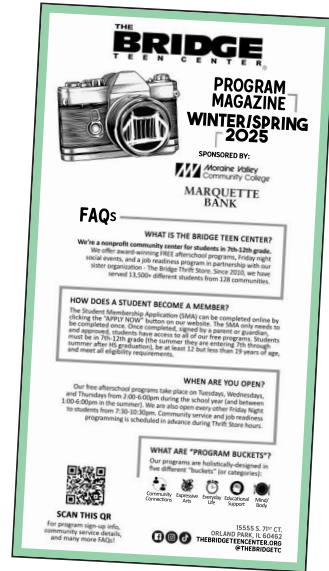 THE
BRIDGE
TEEN CENTER
PROGRAM
MAGAZINE
WINTER/SPRING
2025
SPONSORED BY:
Moraine Valley
Community College
MARQUETTE
BANK
FAQs
WHAT IS THE BRIDGE TEEN CENTER?
We're a nonprofit community center for students in 7th-12th grade.
We offer award-winning FREE afterschool programs, Friday night
social events, and a job readiness program in partnership with our
sister organization - The Bridge Thrift Store. Since 2010, we have
served 13,500+ different students from 128 communities.
HOW DOES A STUDENT BECOME A MEMBER?
The Student Membership Application (SMA) can be completed online by
clicking the "APPLY NOW" button on our website. The SMA only needs to
be completed once. Once completed, signed by a parent or guardian,
and approved, students have access to all of our free programs. Students
must be in 7th-12th grade (the summer they are entering 7th through
summer after HS graduation), be at least 12 but less than 19 years of age,
and meet all eligibility requirements.
WHEN ARE YOU OPEN?
Our free afterschool programs take place on Tuesdays, Wednesdays,
and Thursdays from 2:00-6:00pm during the school year (and between
1:00-6:00pm in the summer). We are also open every other Friday Night
to students from 7:30-10:30pm. Community service and job readiness
programming is scheduled in advance during Thrift Store hours.
WHAT ARE "PROGRAM BUCKETS"?
Our programs are holistically-designed in
five different "buckets" (or categories):
Community
Connections
Expressive
Arts
Everyday
Life
Educational
Support
Mind/
Body
SCAN THIS QR
For program sign-up info,
community service details,
and many more FAQs!
15555 S. 71ST CT.
ORLAND PARK, IL 60462
THEBRIDGETEENCENTER.ORG
@THEBRIDGETC